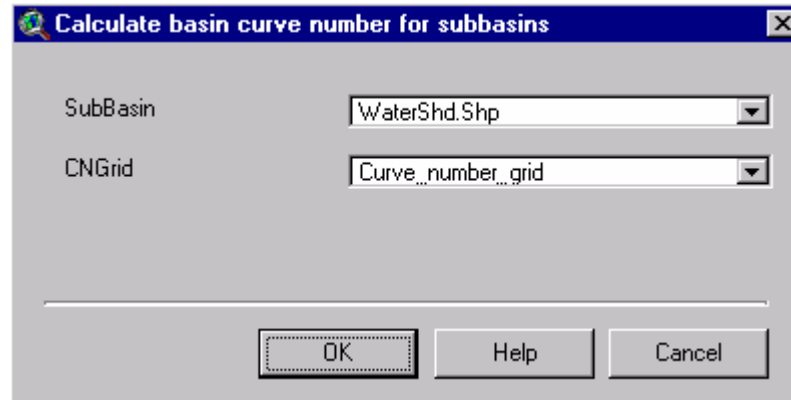 Calculate basin curve number for subbasins
SubBasin WaterShd.Shp
CNGrid Curve_number_grid
OK Help Cancel